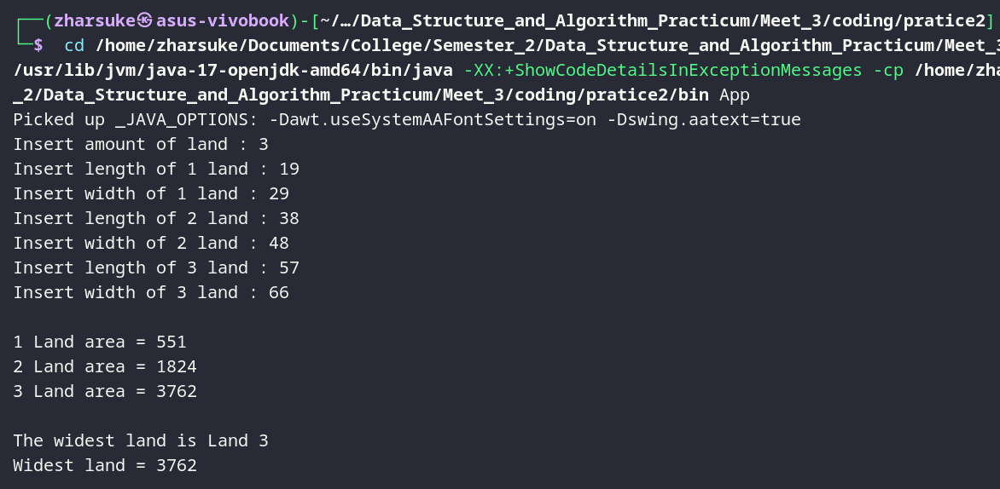 ┌──(zharsuke㉿asus-vivobook)-[~/…/Data_Structure_and_Algorithm_Practicum/Meet_3/coding/pratice2]
└─$  cd /home/zharsuke/Documents/College/Semester_2/Data_Structure_and_Algorithm_Practicum/Meet_3
/usr/lib/jvm/java-17-openjdk-amd64/bin/java -XX:+ShowCodeDetailsInExceptionMessages -cp /home/zha
_2/Data_Structure_and_Algorithm_Practicum/Meet_3/coding/pratice2/bin App
Picked up _JAVA_OPTIONS: -Dawt.useSystemAAFontSettings=on -Dswing.aatext=true
Insert amount of land : 3
Insert length of 1 land : 19
Insert width of 1 land : 29
Insert length of 2 land : 38
Insert width of 2 land : 48
Insert length of 3 land : 57
Insert width of 3 land : 66

1 Land area = 551
2 Land area = 1824
3 Land area = 3762

The widest land is Land 3
Widest land = 3762